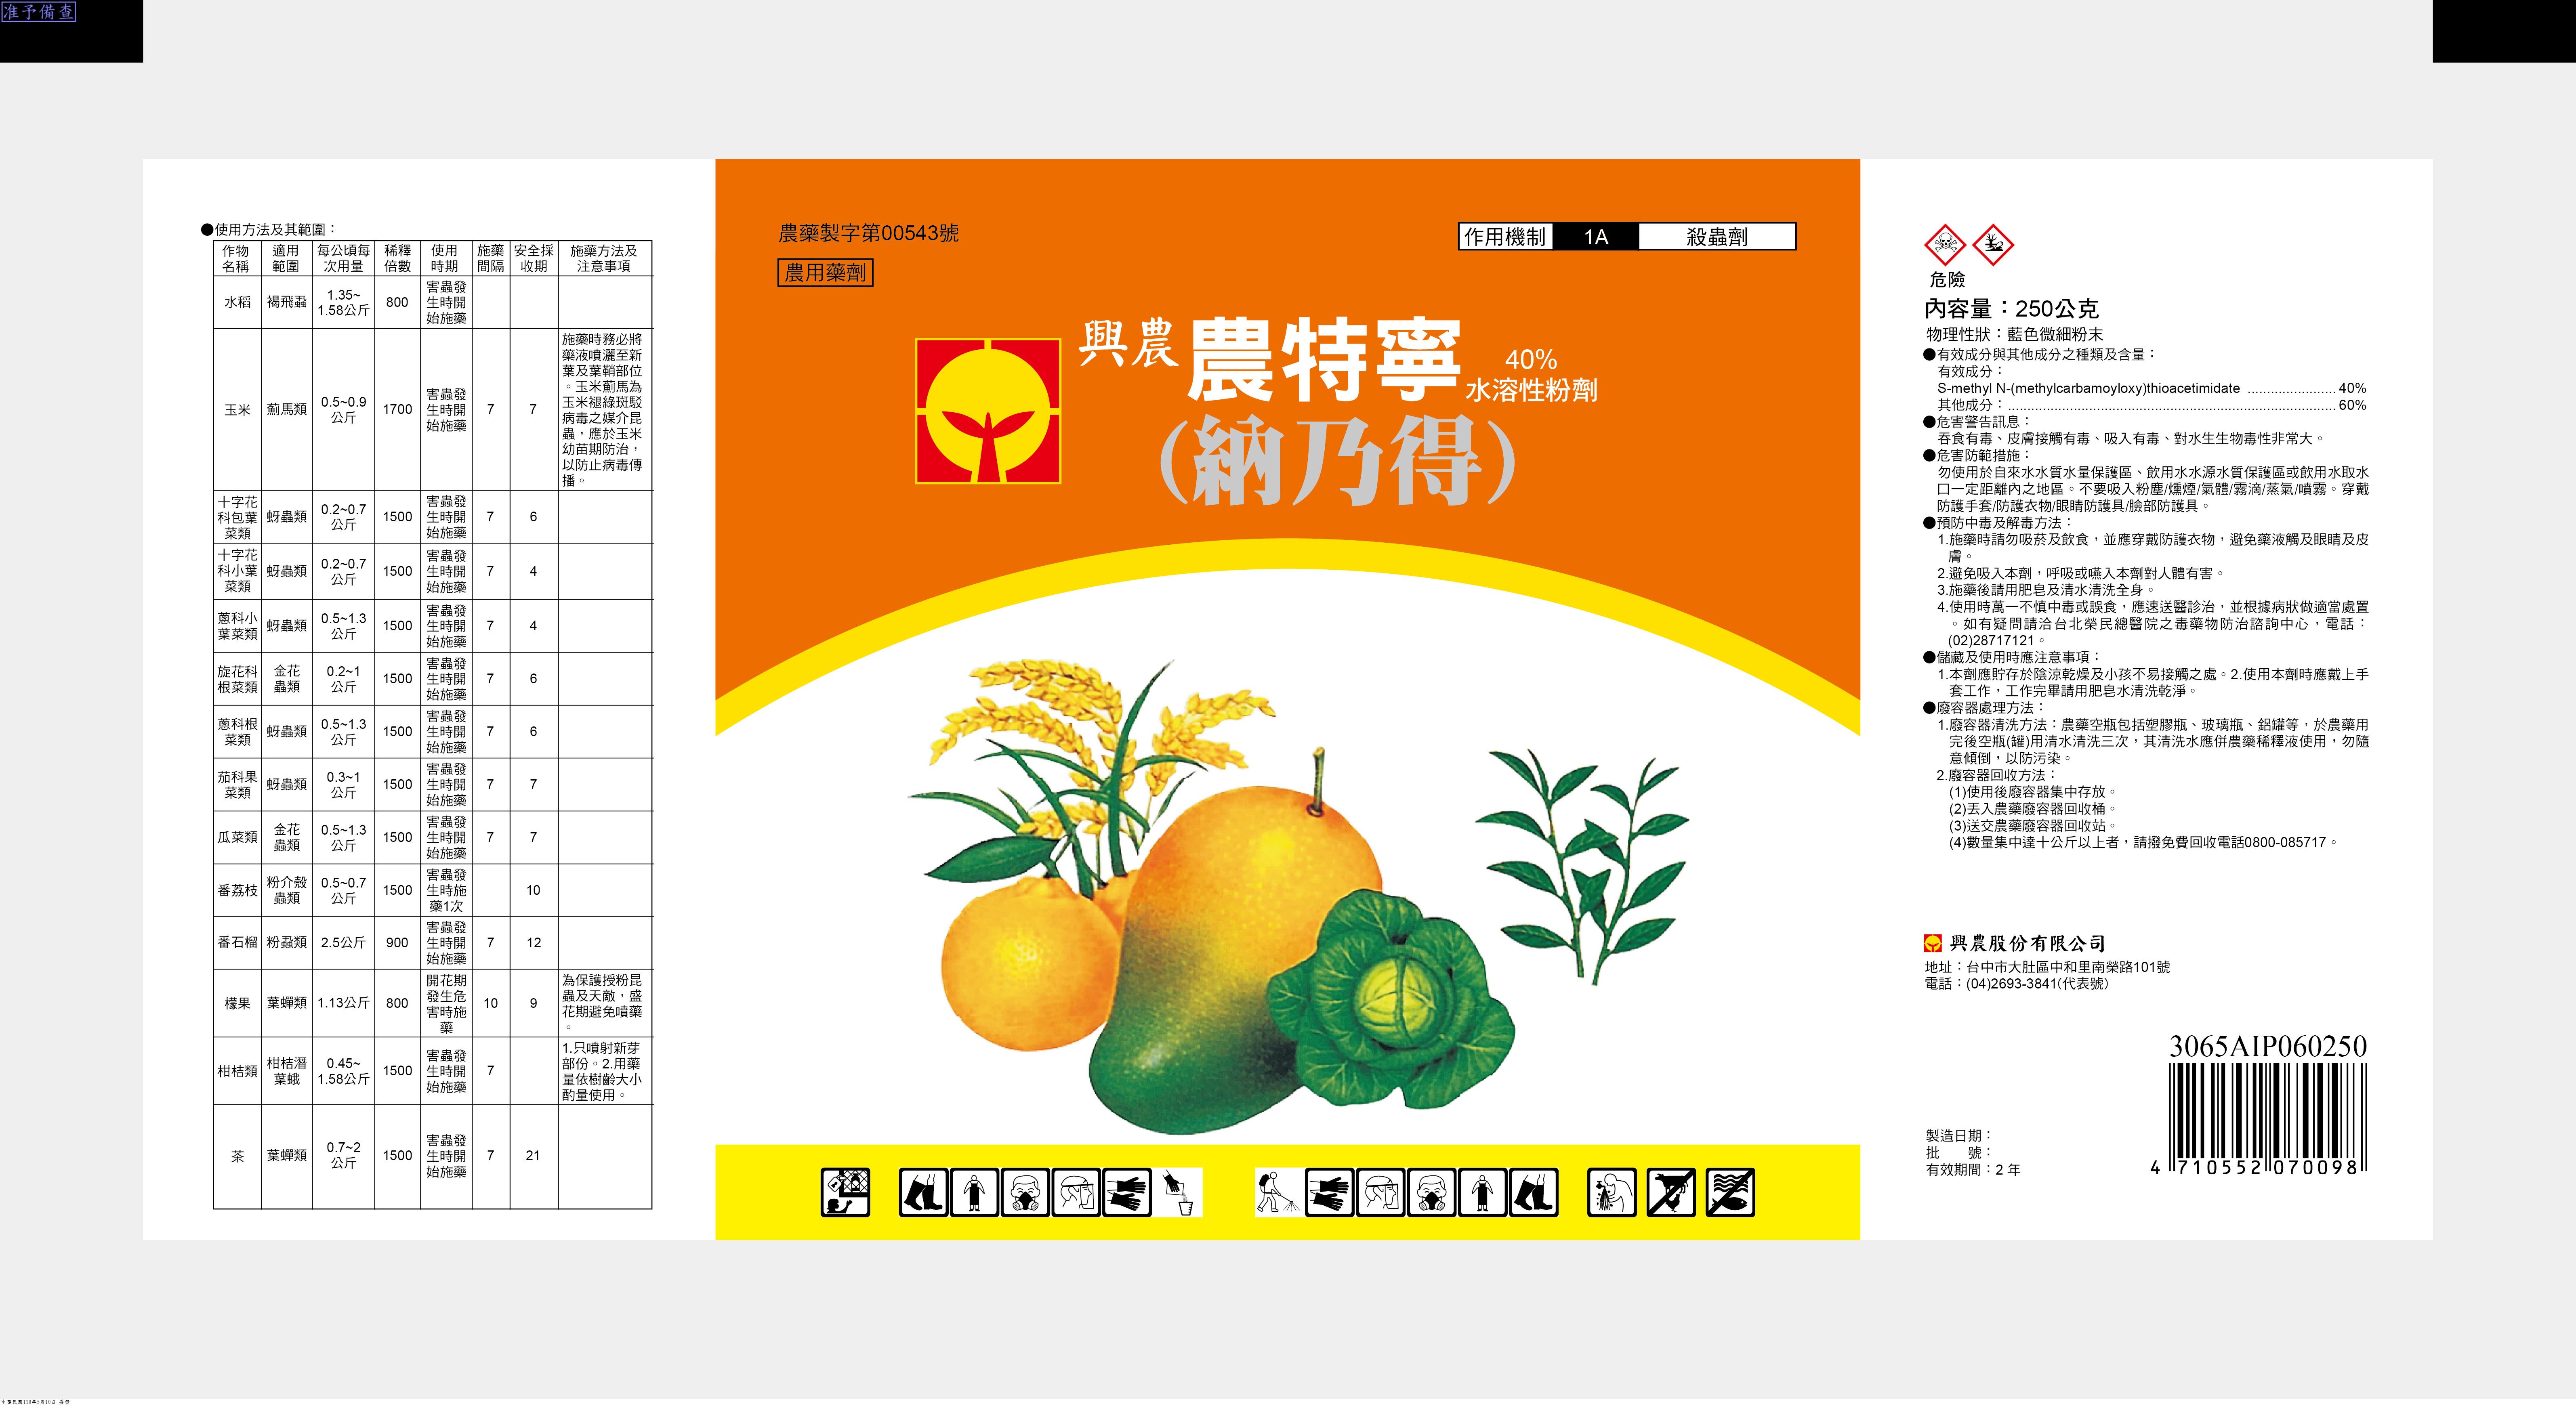 准予備查
●使用方法及其範圍：
作物名稱 適用範圍 每公頃每次用量 稀釋倍數 使用時期 施藥間隔 安全採收期 施藥方法及注意事項
水稻 褐飛蝨 1.35~1.58公斤 800 害蟲發生時開始施藥
玉米 薊馬類 0.5~0.9公斤 1700 害蟲發生時開始施藥 7 7 施藥時務必將藥液噴灑至新葉及葉鞘部位。玉米薊馬為玉米褪綠斑駁病毒之媒介昆蟲，應於玉米幼苗期防治，以防止病毒傳播。
十字花科包葉菜類 蚜蟲類 0.2~0.7公斤 1500 害蟲發生時開始施藥 7 6
十字花科小葉菜類 蚜蟲類 0.2~0.7公斤 1500 害蟲發生時開始施藥 7 4
蔥科小葉菜類 蚜蟲類 0.5~1.3公斤 1500 害蟲發生時開始施藥 7 4
旋花科根菜類 金花蟲類 0.2~1公斤 1500 害蟲發生時開始施藥 7 6
蔥科根菜類 蚜蟲類 0.5~1.3公斤 1500 害蟲發生時開始施藥 7 6
茄科果菜類 蚜蟲類 0.3~1公斤 1500 害蟲發生時開始施藥 7 7
瓜菜類 金花蟲類 0.5~1.3公斤 1500 害蟲發生時開始施藥 7 7
番荔枝 粉介殼蟲類 0.5~0.7公斤 1500 害蟲發生時施藥1次 10
番石榴 粉蝨類 2.5公斤 900 害蟲發生時開始施藥 7 12
檬果 葉蟬類 1.13公斤 800 開花期發生危害時施藥 10 9 為保護授粉昆蟲及天敵，盛花期避免噴藥。
柑桔類 柑桔潛葉蛾 0.45~1.58公斤 1500 害蟲發生時開始施藥 7 1.只噴射新芽部份。2.用藥量依樹齡大小酌量使用。
茶 葉蟬類 0.7~2公斤 1500 害蟲發生時開始施藥 7 21
農藥製字第00543號
農用藥劑
作用機制 1A 殺蟲劑
興農 農特寧 40%
水溶性粉劑
(納乃得)
危險
內容量：250公克
物理性狀：藍色微細粉末
●有效成分與其他成分之種類及含量：
有效成分：
S-methyl N-(methylcarbamoyloxy)thioacetimidate ....................... 40%
其他成分：..................................................................................... 60%
●危害警告訊息：
吞食有毒、皮膚接觸有毒、吸入有毒、對水生生物毒性非常大。
●危害防範措施：
勿使用於自來水水質水量保護區、飲用水水源水質保護區或飲用水取水
口一定距離內之地區。不要吸入粉塵/燻煙/氣體/霧滴/蒸氣/噴霧。穿戴
防護手套/防護衣物/眼睛防護具/臉部防護具。
●預防中毒及解毒方法：
1.施藥時請勿吸菸及飲食，並應穿戴防護衣物，避免藥液觸及眼睛及皮
膚。
2.避免吸入本劑，呼吸或嚥入本劑對人體有害。
3.施藥後請用肥皂及清水清洗全身。
4.使用時萬一不慎中毒或誤食，應速送醫診治，並根據病狀做適當處置
。如有疑問請洽台北榮民總醫院之毒藥物防治諮詢中心，電話：
(02)28717121。
●儲藏及使用時應注意事項：
1.本劑應貯存於陰涼乾燥及小孩不易接觸之處。2.使用本劑時應戴上手
套工作，工作完畢請用肥皂水清洗乾淨。
●廢容器處理方法：
1.廢容器清洗方法：農藥空瓶包括塑膠瓶、玻璃瓶、鋁罐等，於農藥用
完後空瓶(罐)用清水清洗三次，其清洗水應併農藥稀釋液使用，勿隨
意傾倒，以防污染。
2.廢容器回收方法：
(1)使用後廢容器集中存放。
(2)丟入農藥廢容器回收桶。
(3)送交農藥廢容器回收站。
(4)數量集中達十公斤以上者，請撥免費回收電話0800-085717。
興農股份有限公司
地址：台中市大肚區中和里南榮路101號
電話：(04)2693-3841(代表號)
3065AIP060250
製造日期：
批　　號：
有效期間：2 年
4 710552 070098